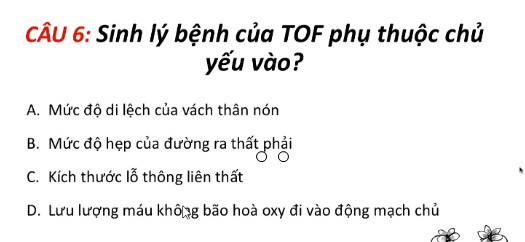 CÂU 6: Sinh lý bệnh của TOF phụ thuộc chủ
yếu vào?
A. Mức độ di lệch của vách thân nón
B. Mức độ hẹp của đường ra thất phải
C. Kích thước lỗ thông liên thất
D. Lưu lượng máu không bão hoà oxy đi vào động mạch chủ